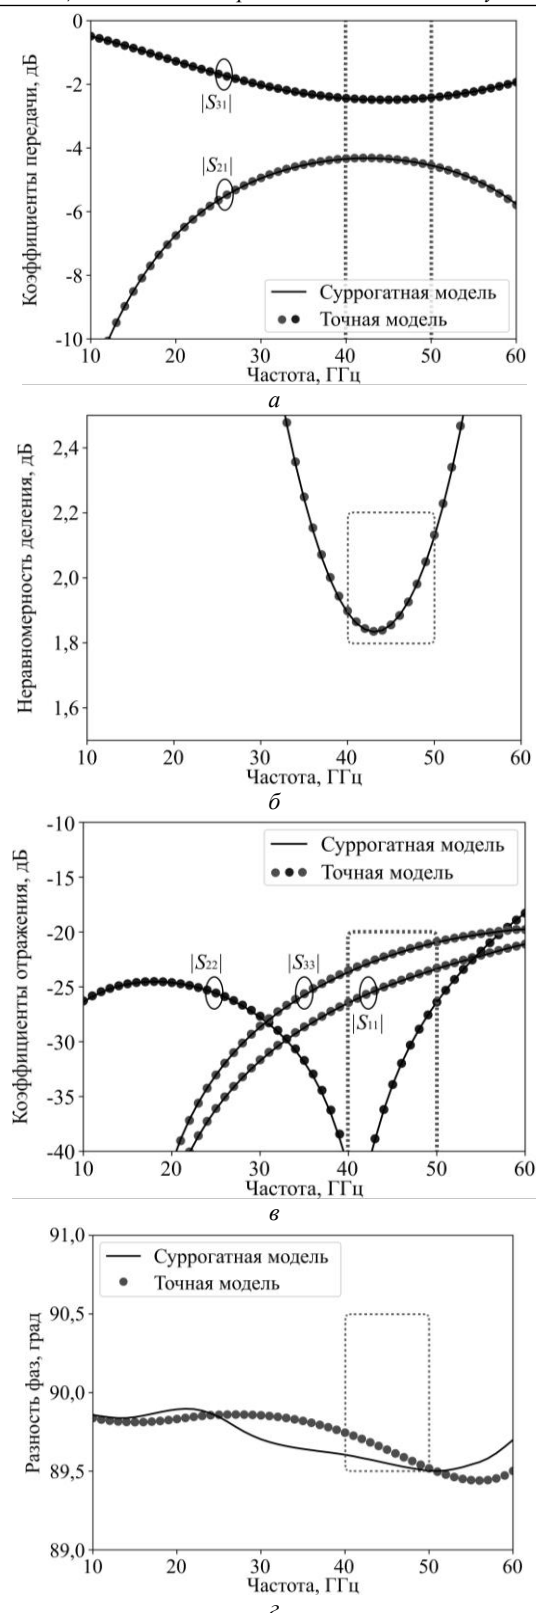 Коэффициенты передачи, дБ
0
-2
-4
-6
-8
-10
|S31|
|S21|
Суррогатная модель
Точная модель
10 20 30 40 50 60
Частота, ГГц
а
Неравномерность деления, дБ
2,4
2,2
2,0
1,8
1,6
10 20 30 40 50 60
Частота, ГГц
б
Коэффициенты отражения, дБ
-10
-15
-20
-25
-30
-35
-40
Суррогатная модель
Точная модель
|S22|
|S33|
|S11|
10 20 30 40 50 60
Частота, ГГц
в
Разность фаз, град
91,0
90,5
90,0
89,5
89,0
Суррогатная модель
Точная модель
10 20 30 40 50 60
Частота, ГГц
г